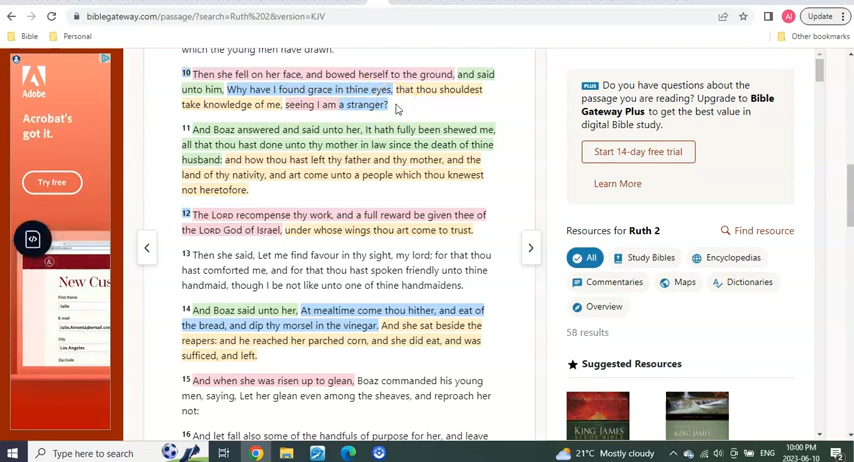 biblegateway.com/passage/?search=Ruth%202&version=KJV
AI
Update
Bible
Personal
Other bookmarks
which the young men have drawn.
10 Then she fell on her face, and bowed herself to the ground, and said
unto him, Why have I found grace in thine eyes, that thou shouldest
take knowledge of me, seeing I am a stranger?
11 And Boaz answered and said unto her, It hath fully been shewed me,
all that thou hast done unto thy mother in law since the death of thine
husband: and how thou hast left thy father and thy mother, and the
land of thy nativity, and art come unto a people which thou knewest
not heretofore.
12 The LORD recompense thy work, and a full reward be given thee of
the LORD God of Israel, under whose wings thou art come to trust.
13 Then she said, Let me find favour in thy sight, my lord; for that thou
hast comforted me, and for that thou hast spoken friendly unto thine
handmaid, though I be not like unto one of thine handmaidens.
14 And Boaz said unto her, At mealtime come thou hither, and eat of
the bread, and dip thy morsel in the vinegar. And she sat beside the
reapers: and he reached her parched corn, and she did eat, and was
sufficed, and left.
15 And when she was risen up to glean, Boaz commanded his young
men, saying, Let her glean even among the sheaves, and reproach her
not:
16 And let fall also some of the handfuls of purpose for her, and leave
Adobe
Acrobat's
got it.
Try free
New Cus
First Name
Julie
E-mail
City
Los Angeles
Zip Code
PLUS Do you have questions about the
passage you are reading? Upgrade to Bible
Gateway Plus to get the best value in
digital Bible study.
Start 14-day free trial
Learn More
Resources for Ruth 2
Find resource
All
Study Bibles
Encyclopedias
Commentaries
Maps
Dictionaries
Overview
58 results
Suggested Resources
KING JAMES
KING JAMES
Type here to search
21°C Mostly cloudy
ENG
10:00 PM
2023-06-10
2